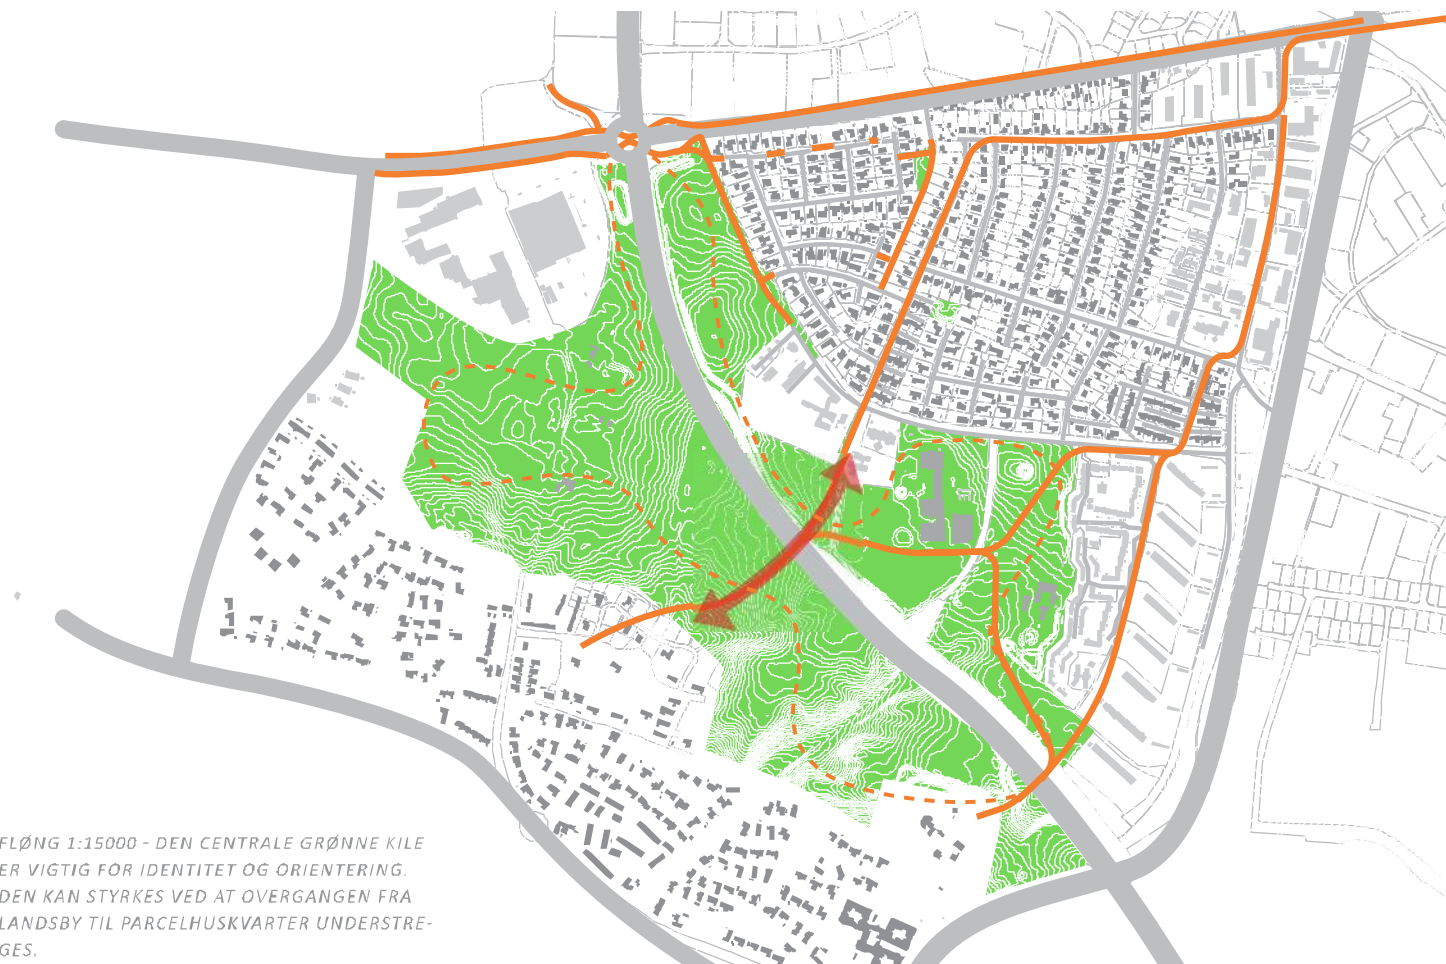 FLØNG 1:15000 - DEN CENTRALE GRØNNE KILE
ER VIGTIG FOR IDENTITET OG ORIENTERING.
DEN KAN STYRKES VED AT OVERGANGEN FRA
LANDSBY TIL PARCELHUSKVARTER UNDERSTRE-
GES.